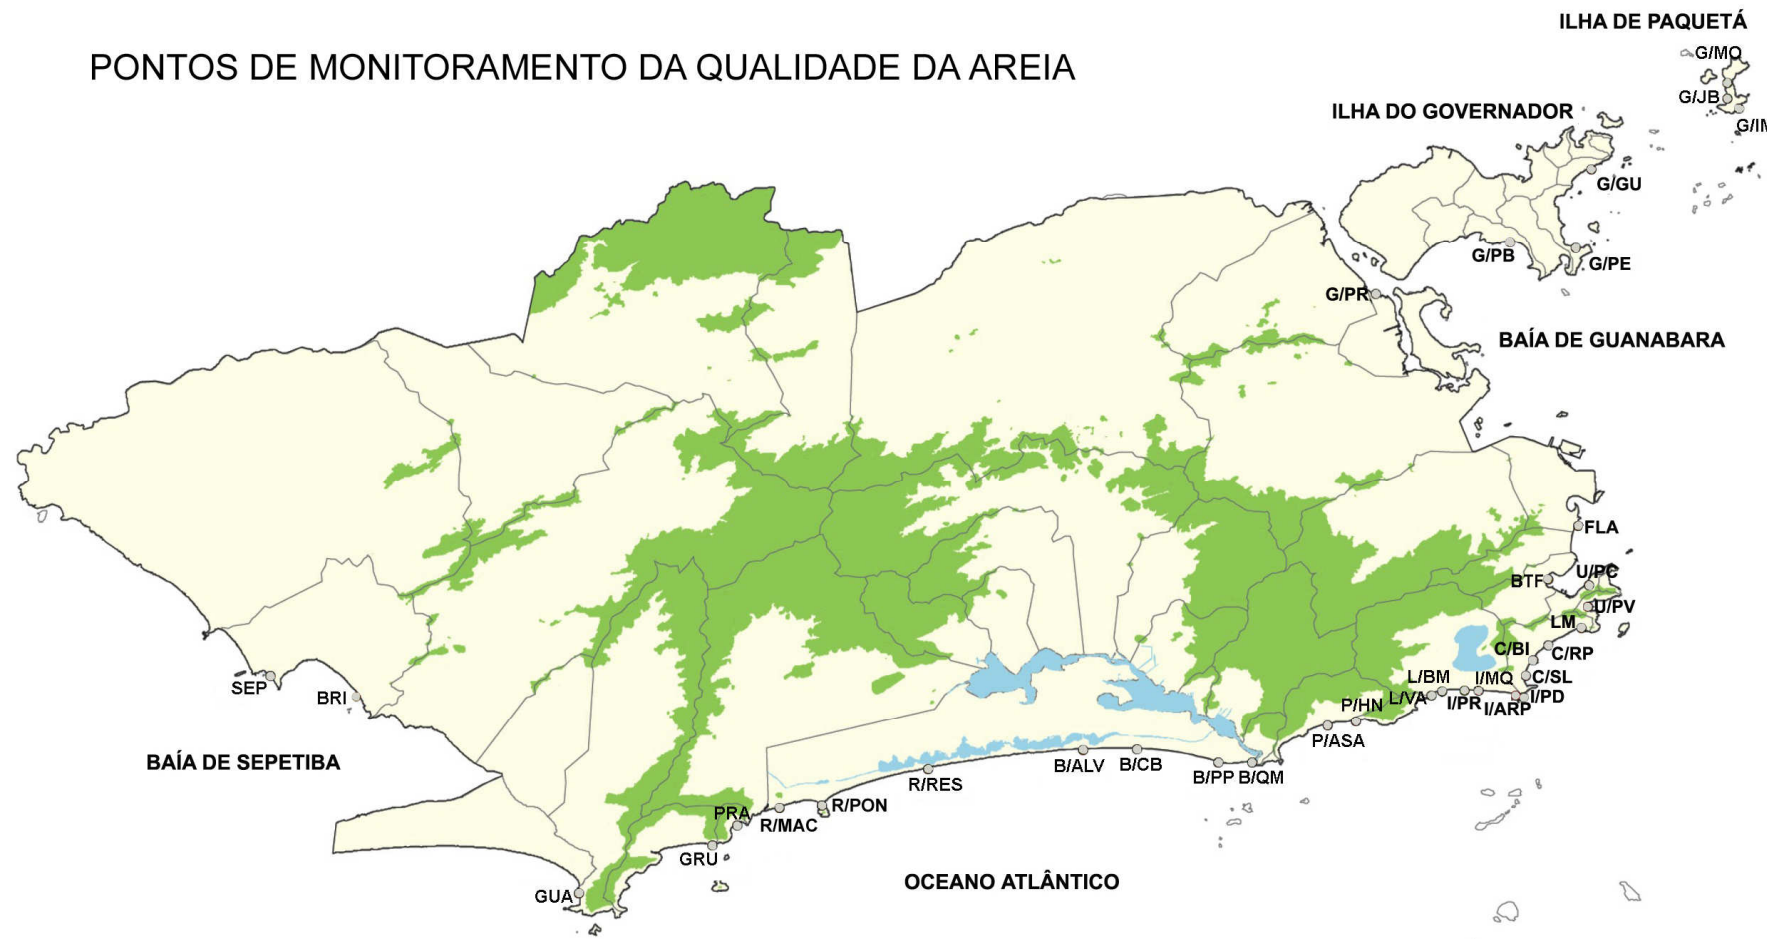 ILHA DE PAQUETÁ
G/MO
PONTOS DE MONITORAMENTO DA QUALIDADE DA AREIA
G/JB
ILHA DO GOVERNADOR
G/IM
G/GU
G/PB
G/PE
G/PR
BAÍA DE GUANABARA
FLA
U/PC
BTF
U/PV
LM
C/BI
C/RP
C/SL
L/BM
I/MQ
SEP
BRI
L/VA
I/PR
I/ARP
I/PD
P/HN
P/ASA
BAÍA DE SEPETIBA
B/ALV
B/CB
B/PP
B/QM
R/RES
R/PON
PRA
R/MAC
GRU
OCEANO ATLÂNTICO
GUA